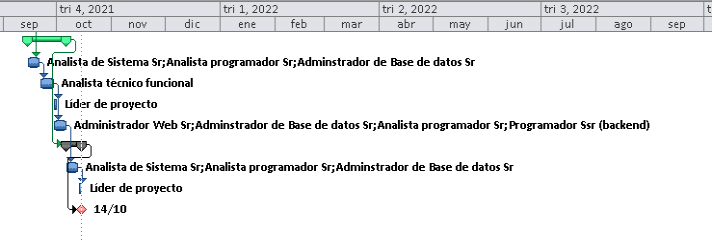 tri 4, 2021 tri 1, 2022 tri 2, 2022 tri 3, 2022 t
sep oct nov dic ene feb mar abr may jun jul ago sep
Analista de Sistema Sr;Analista programador Sr;Adminstrador de Base de datos Sr
Analista técnico funcional
Líder de proyecto
Administrador Web Sr;Adminstrador de Base de datos Sr;Analista programador Sr;Programador Ssr (backend)
Analista de Sistema Sr;Analista programador Sr;Adminstrador de Base de datos Sr
Líder de proyecto
14/10